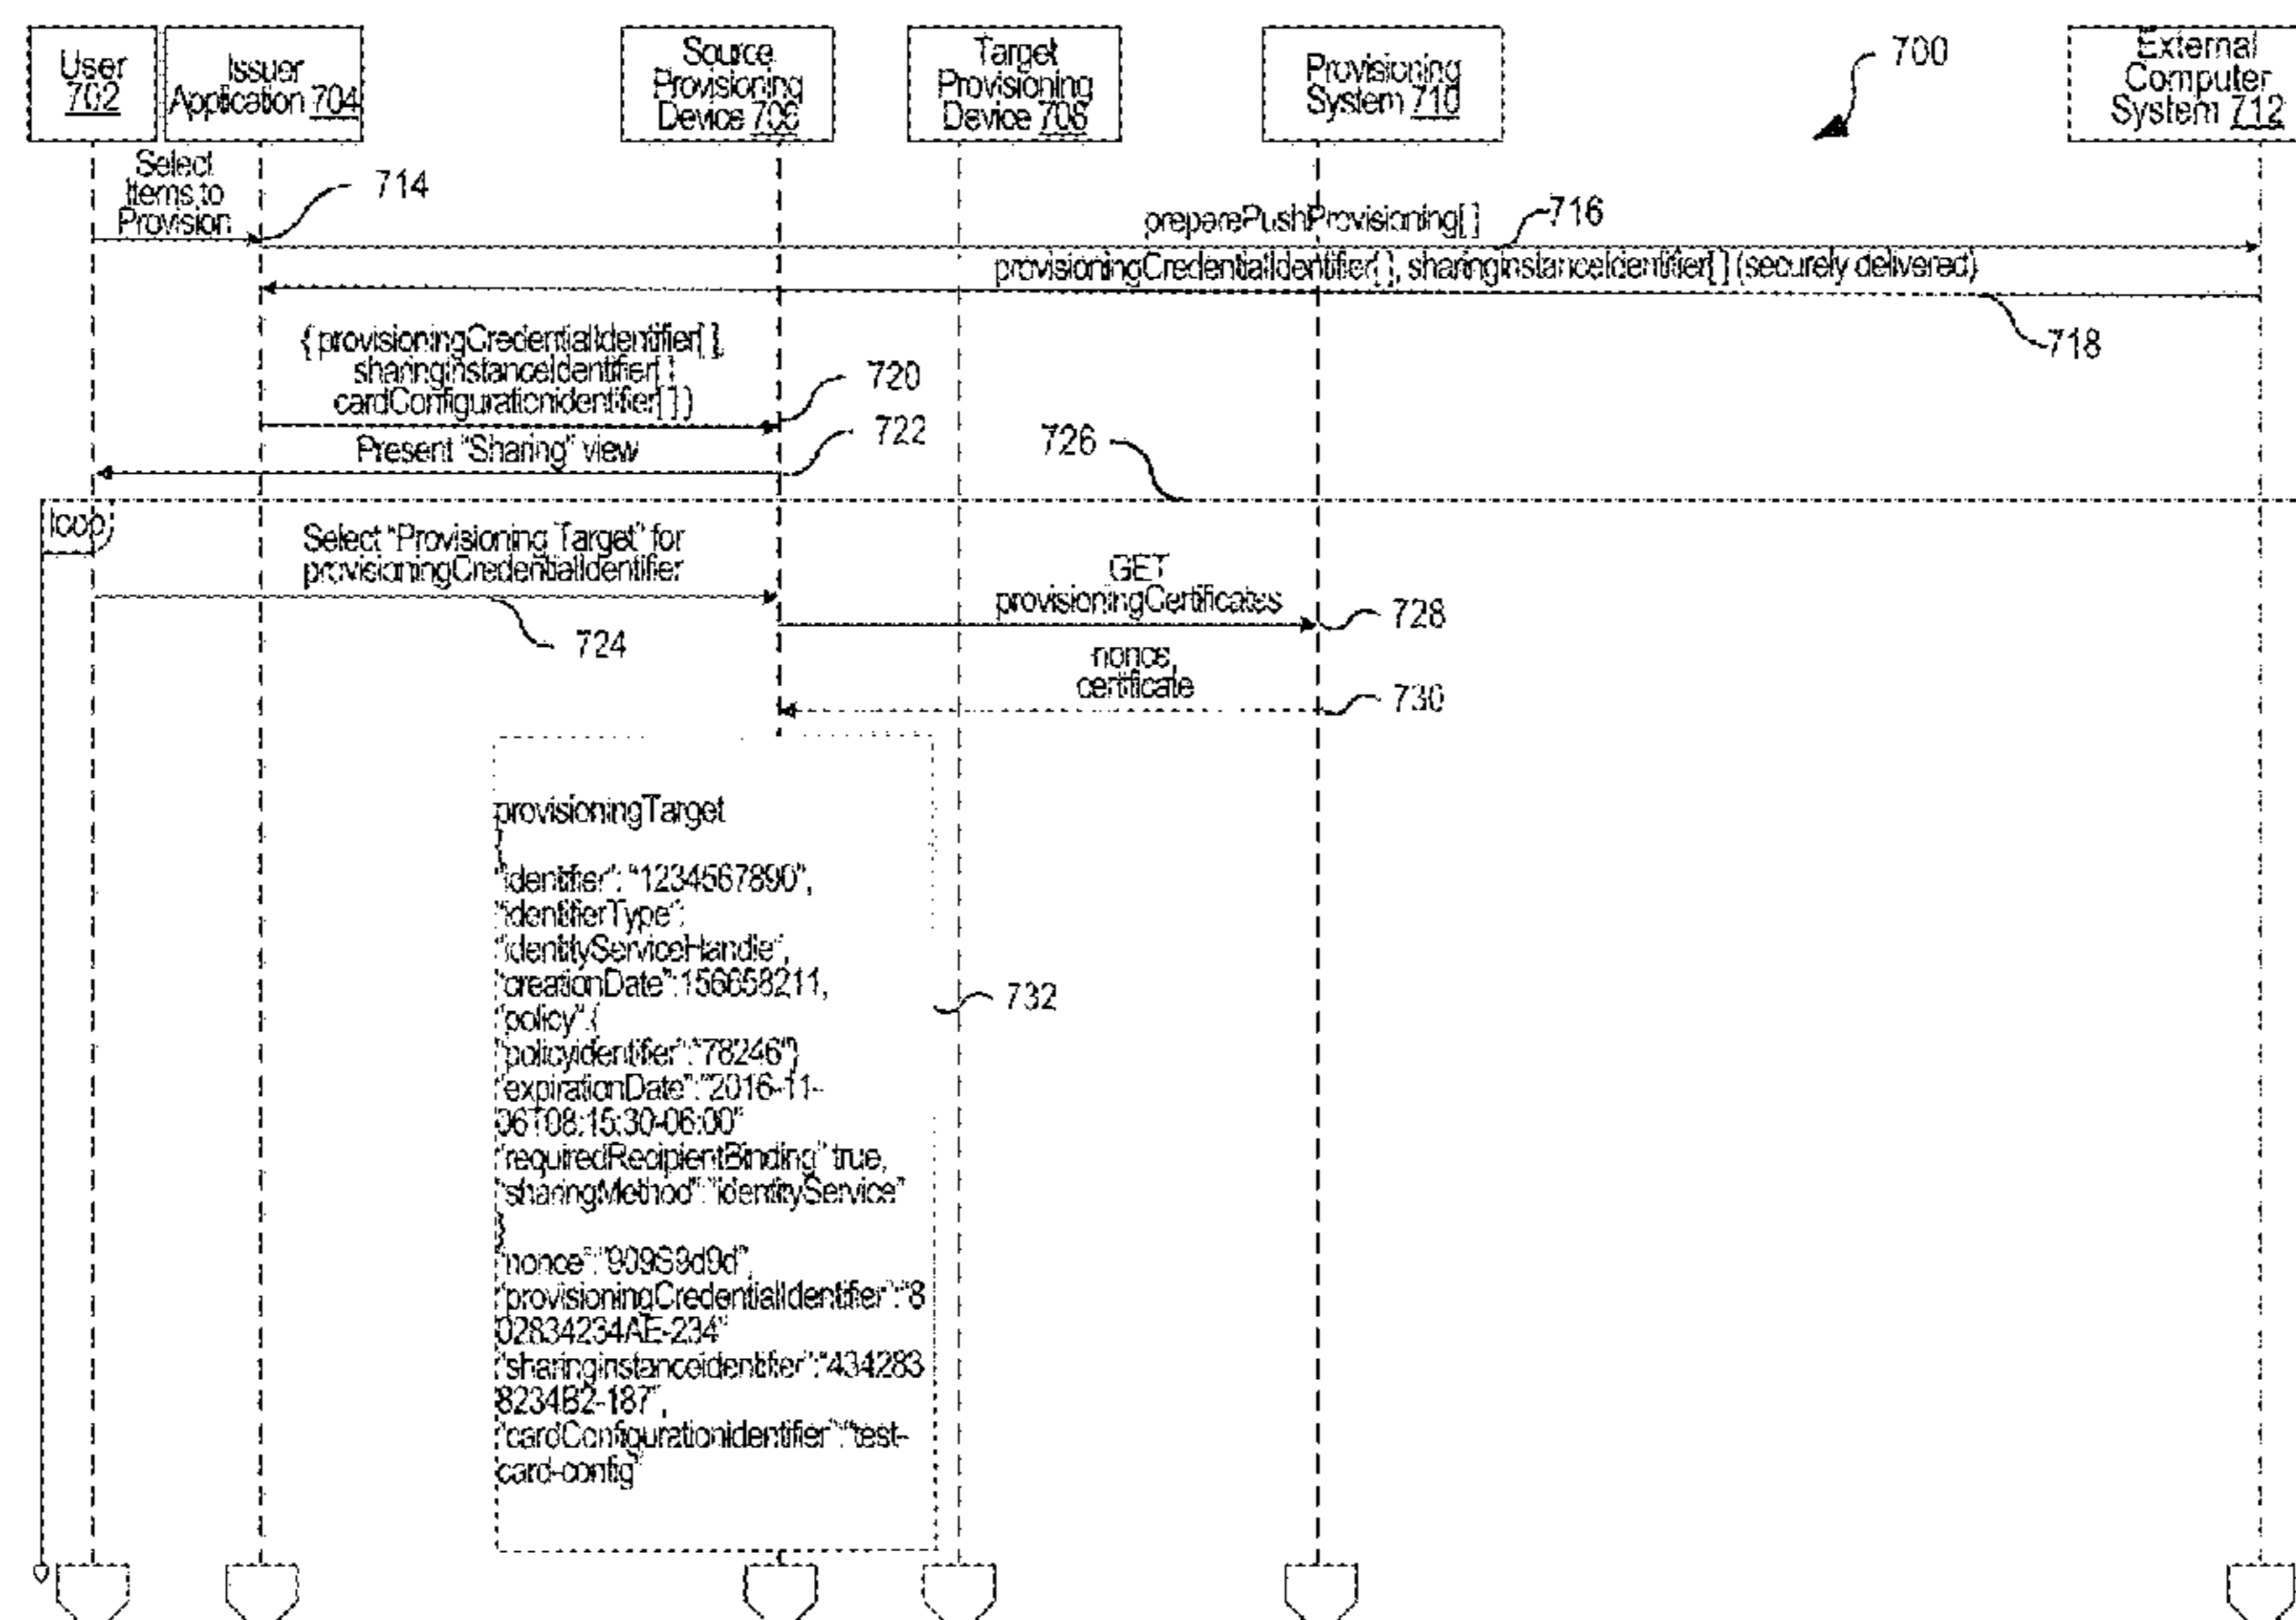 User
702
Issuer
Application 704
Source
Provisioning
Device 706
Target
Provisioning
Device 708
Provisioning
System 710
700
External
Computer
System 712
Select
Items to
Provision
714
preparePushProvisioning[ ]
716
provisioningCredentialIdentifier[ ], sharingInstanceIdentifier[ ] (securely delivered)
718
{ provisioningCredentialIdentifier[ ],
sharingInstanceIdentifier[ ]
cardConfigurationIdentifier[ ] }
720
Present "Sharing" view
722
726
loop
Select "Provisioning Target" for
provisioningCredentialIdentifier
724
GET
provisioningCertificates
728
nonce,
certificate
730
provisioningTarget
{
"identifier": "1234567890",
"identifierType":
"identityServiceHandle",
"creationDate":156658211,
"policy":{
"policyidentifier":"78246"}
"expirationDate":"2016-11-
06T08:15:30-06:00"
"requiredRecipientBinding" true,
"sharingMethod":"identityService"
}
"nonce":"909S9d9d",
"provisioningCredentialIdentifier":"8
02834234AE-234"
"sharinginstanceidentifier":"434283
8234B2-187",
"cardConfigurationidentifier":"test-
card-config"
732